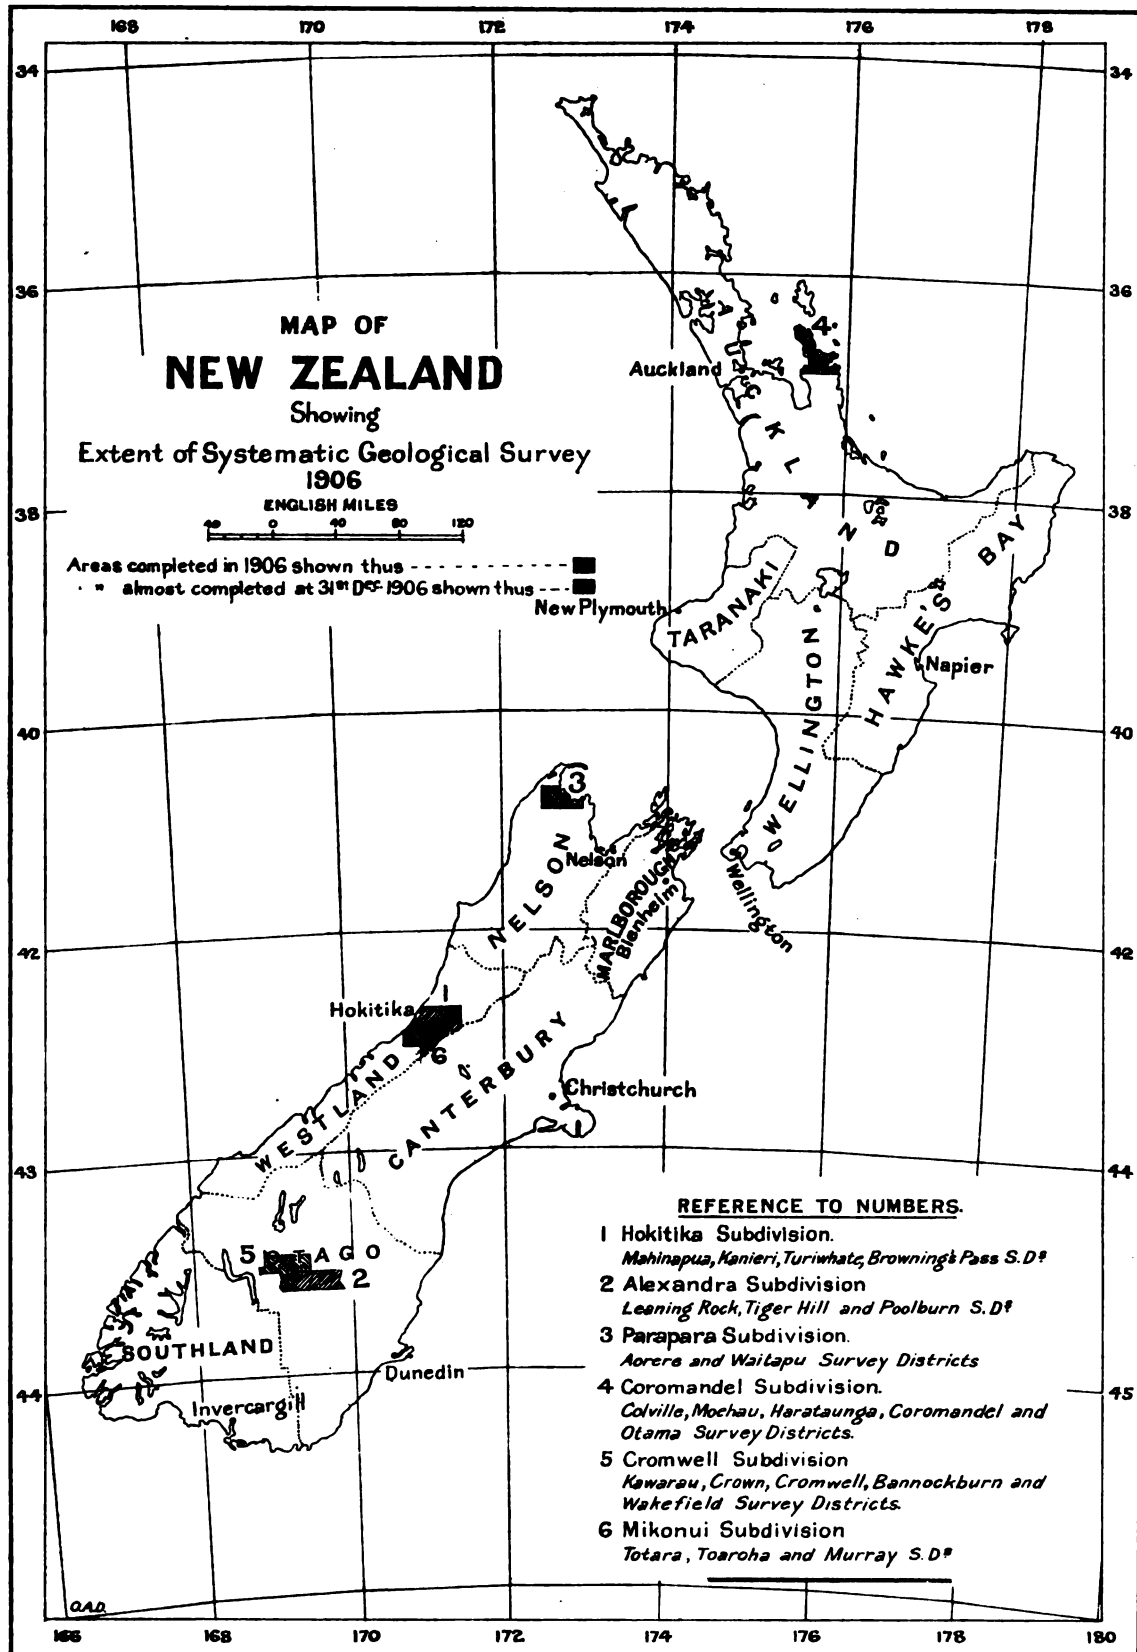 168 170 172 174 176 178
34 34
36 36
MAP OF
NEW ZEALAND
Showing
Extent of Systematic Geological Survey
1906
ENGLISH MILES
40 0 40 80 120
Areas completed in 1906 shown thus
" almost completed at 31st Dec. 1906 shown thus
4
Auckland
AUCKLAND
38 38
New Plymouth
TARANAKI
WELLINGTON
HAWKE'S BAY
Napier
40 40
3
Nelson
NELSON
MARLBOROUGH
Blenheim
Wellington
42 42
1
Hokitika
6
WESTLAND
CANTERBURY
Christchurch
43 44
5 OTAGO
2
SOUTHLAND
Dunedin
Invercargill
44 45
REFERENCE TO NUMBERS.
1 Hokitika Subdivision.
Mahinapua, Kanieri, Turiwhate, Browning's Pass S.Ds
2 Alexandra Subdivision
Leaning Rock, Tiger Hill and Poolburn S.Ds
3 Parapara Subdivision.
Aorere and Waitapu Survey Districts
4 Coromandel Subdivision.
Colville, Moehau, Harataunga, Coromandel and
Otama Survey Districts.
5 Cromwell Subdivision
Kawarau, Crown, Cromwell, Bannockburn and
Wakefield Survey Districts.
6 Mikonui Subdivision
Totara, Toaroha and Murray S.Ds
166 168 170 172 174 176 178 180